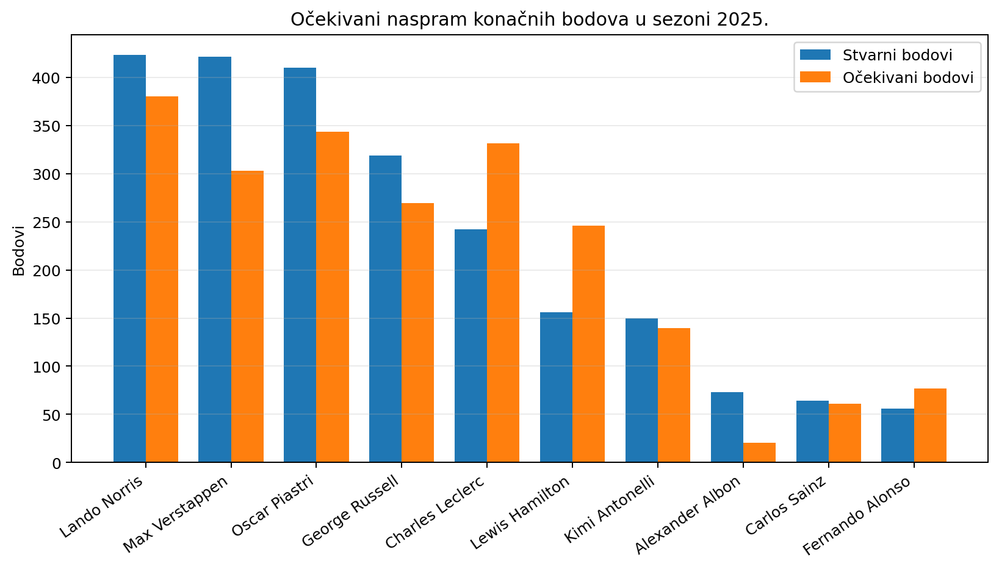 Očekivani naspram konačnih bodova u sezoni 2025.
Stvarni bodovi
Očekivani bodovi
Bodovi
400
350
300
250
200
150
100
50
0
Lando Norris
Max Verstappen
Oscar Piastri
George Russell
Charles Leclerc
Lewis Hamilton
Kimi Antonelli
Alexander Albon
Carlos Sainz
Fernando Alonso